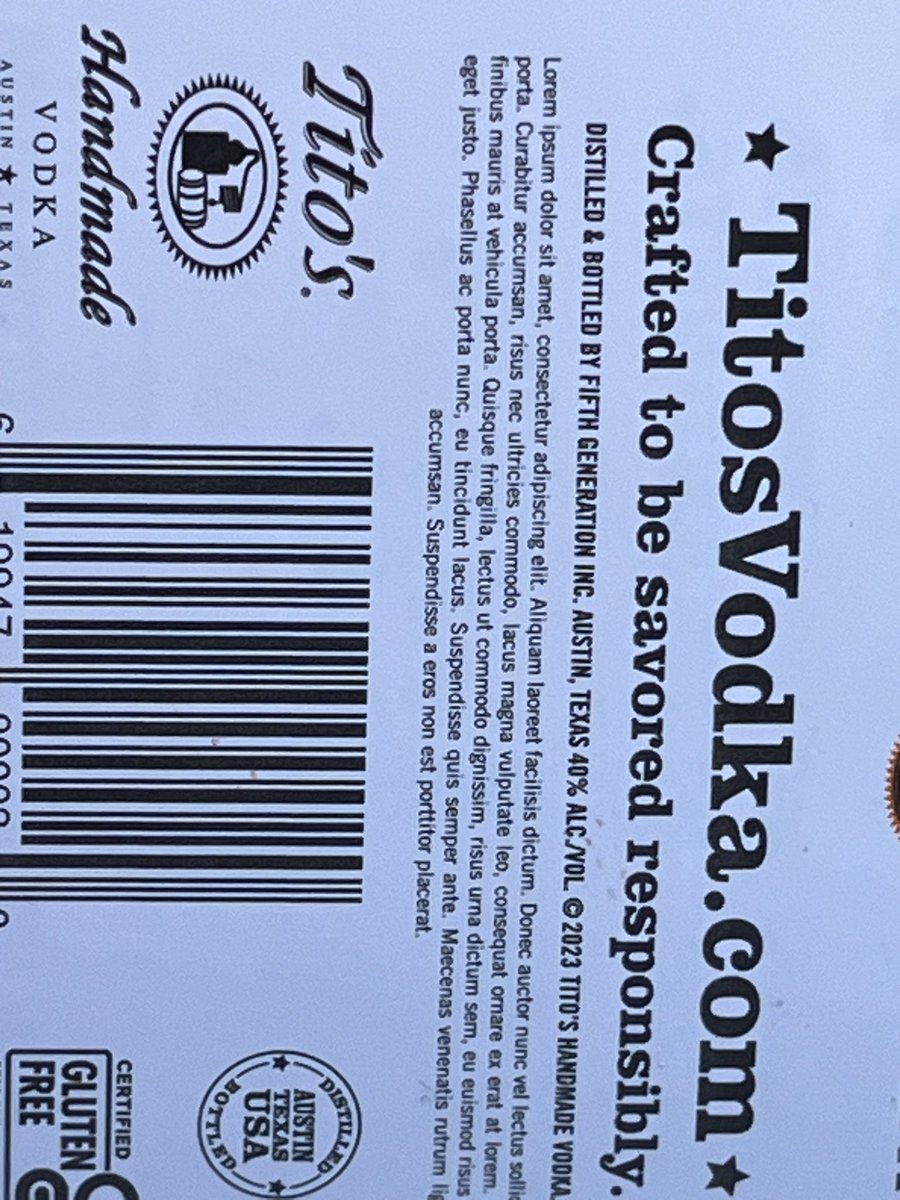 ★ TitosVodka.com ★
Crafted to be savored responsibly.
DISTILLED & BOTTLED BY FIFTH GENERATION INC. AUSTIN, TEXAS 40% ALC./VOL. ©2023 TITO'S HANDMADE VODKA.
Lorem ipsum dolor sit amet, consectetur adipiscing elit. Aliquam laoreet facilisis dictum. Donec auctor nunc vel lectus
porta. Curabitur accumsan, risus nec ultricies commodo, lacus magna vulputate leo, consequat ornare ex erat at lorem.
finibus mauris at vehicula porta. Quisque fringilla, lectus ut commodo dignissim, risus urna dictum sem, eu euismod risus
eget justo. Phasellus ac porta nunc, eu tincidunt lacus. Suspendisse quis semper ante. Maecenas venenatis rutrum
accumsan. Suspendisse a eros non est porttitor placerat.
Tito's.
Handmade
VODKA
AUSTIN ★ TEXAS
DISTILLED
AUSTIN
TEXAS
USA
BOTTLED
CERTIFIED
GLUTEN
FREE